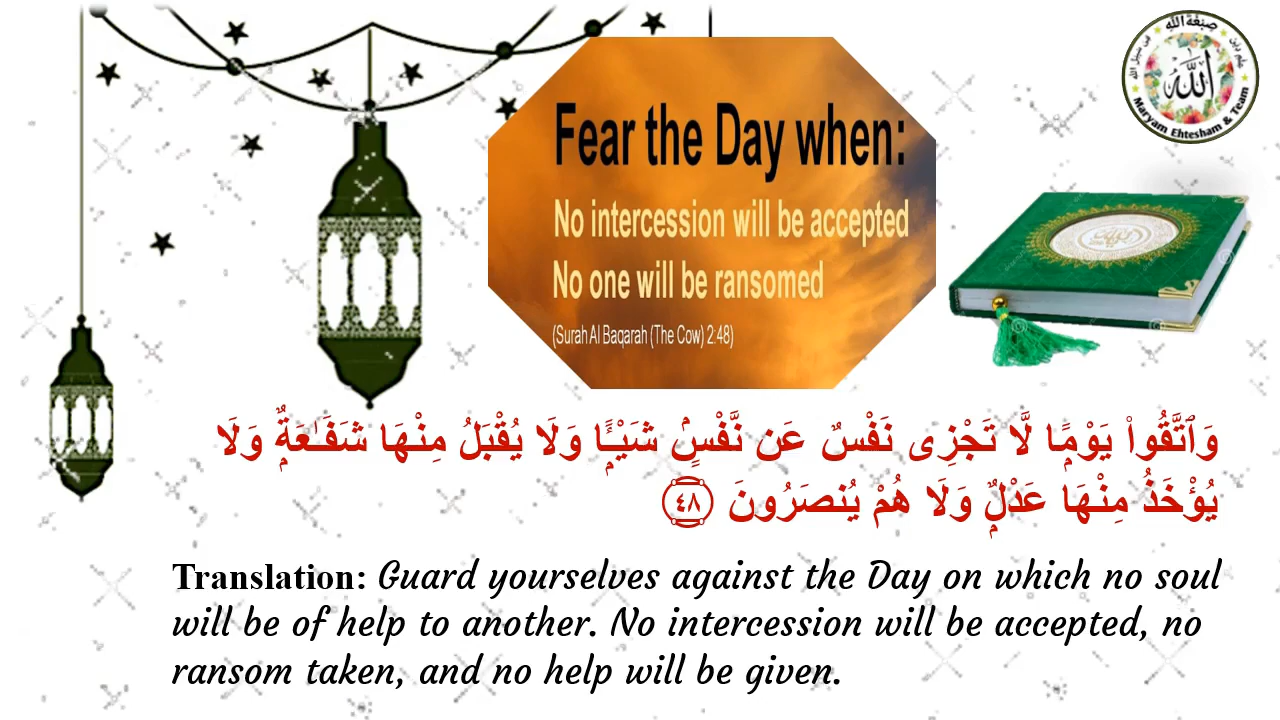 صبغة الله
الله
Maryam Ehtesham & Team
Fear the Day when:
No intercession will be accepted
No one will be ransomed
(Surah Al Baqarah (The Cow) 2:48)
وَٱتَّقُوا۟ يَوْمًۭا لَّا تَجْزِى نَفْسٌ عَن نَّفْسٍۢ شَيْـًۭٔا وَلَا يُقْبَلُ مِنْهَا شَفَـٰعَةٌۭ وَلَا
يُؤْخَذُ مِنْهَا عَدْلٌۭ وَلَا هُمْ يُنصَرُونَ ۝٤٨
Translation: Guard yourselves against the Day on which no soul
will be of help to another. No intercession will be accepted, no
ransom taken, and no help will be given.